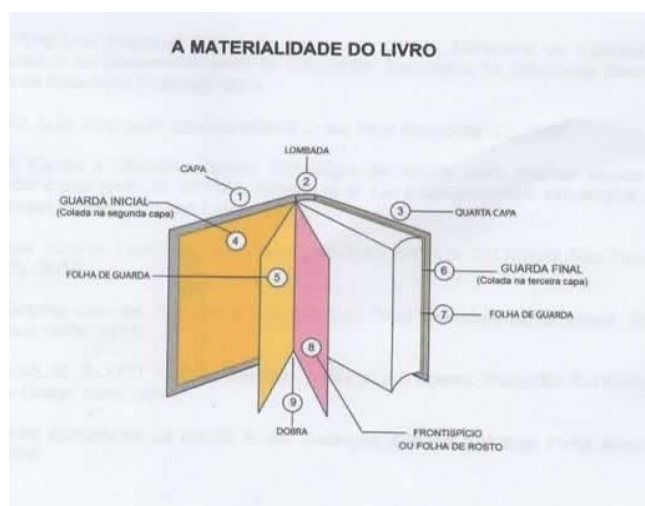 A MATERIALIDADE DO LIVRO
LOMBADA
CAPA
2
1
GUARDA INICIAL
(Colada na segunda capa)
3
QUARTA CAPA
4
FOLHA DE GUARDA
5
6
GUARDA FINAL
(Colada na terceira capa)
7
FOLHA DE GUARDA
8
9
DOBRA
FRONTISPÍCIO
OU FOLHA DE ROSTO